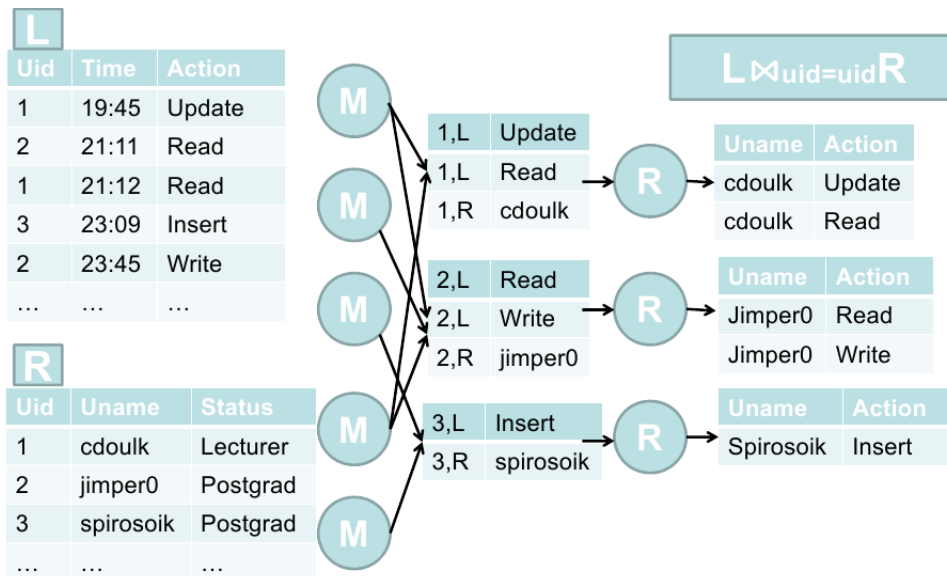 L
Uid Time Action
1 19:45 Update
2 21:11 Read
1 21:12 Read
3 23:09 Insert
2 23:45 Write
… … …
R
Uid Uname Status
1 cdoulk Lecturer
2 jimper0 Postgrad
3 spirosoik Postgrad
… … …
M
M
M
M
M
1,L Update
1,L Read
1,R cdoulk
2,L Read
2,L Write
2,R jimper0
3,L Insert
3,R spirosoik
R
R
R
L⋈uid=uidR
Uname Action
cdoulk Update
cdoulk Read
Uname Action
Jimper0 Read
Jimper0 Write
Uname Action
Spirosoik Insert